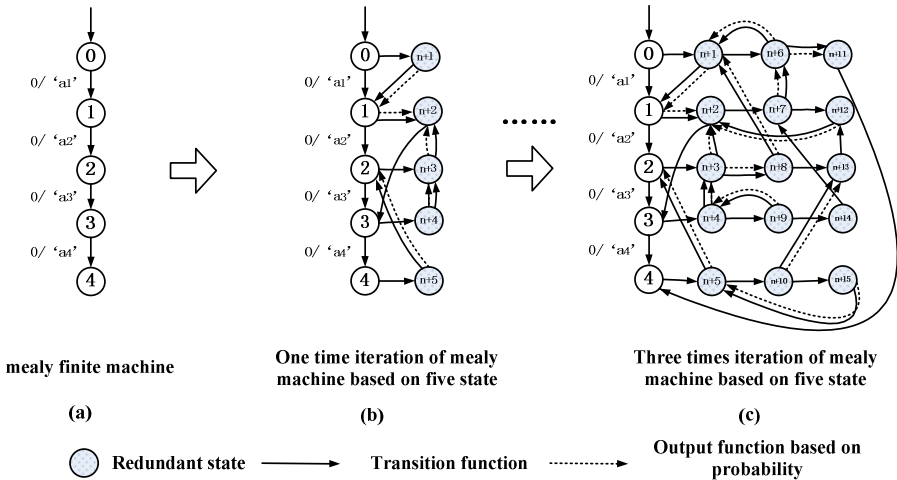 0
0/ ‘a1’
1
0/ ‘a2’
2
0/ ‘a3’
3
0/ ‘a4’
4
mealy finite machine
(a)
0
n+1
0/ ‘a1’
1
n+2
0/ ‘a2’
2
n+3
0/ ‘a3’
3
n+4
0/ ‘a4’
4
n+5
One time iteration of mealy
machine based on five state
(b)
......
0
n+1
n+6
n+11
0/ ‘a1’
1
n+2
n+7
n+12
0/ ‘a2’
2
n+3
n+8
n+13
0/ ‘a3’
3
n+4
n+9
n+14
0/ ‘a4’
4
n+5
n+10
n+15
Three times iteration of mealy
machine based on five state
(c)
Redundant state
Transition function
Output function based on
probability